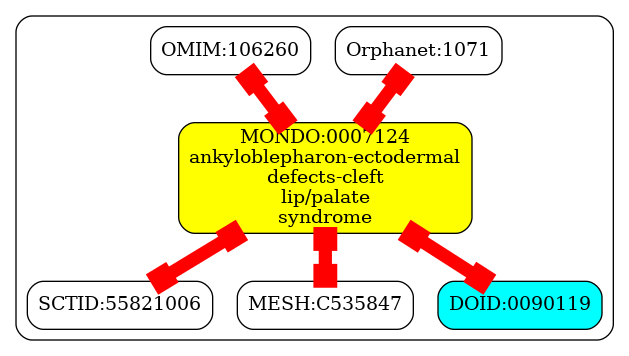 OMIM:106260
Orphanet:1071
MONDO:0007124
ankyloblepharon-ectodermal
defects-cleft
lip/palate
syndrome
SCTID:55821006
MESH:C535847
DOID:0090119